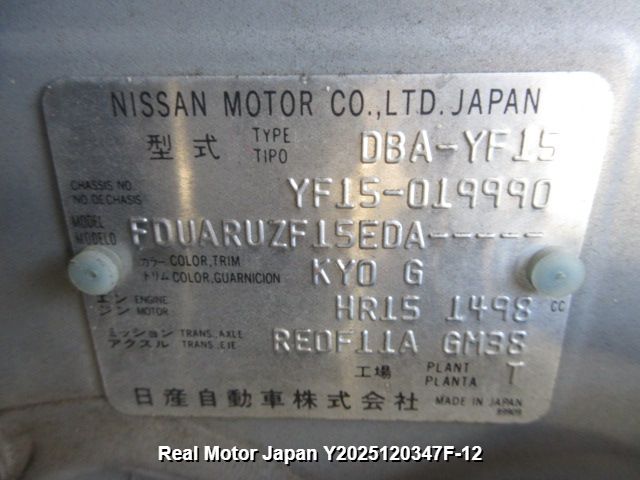 NISSAN MOTOR CO.,LTD. JAPAN
型式 TYPE TIPO DBA-YF15
CHASSIS NO. NO.DE CHASIS YF15-019990
MODEL MODELO FDUARUZF15EDA-----
カラー COLOR,TRIM トリム COLOR,GUARNICION KY0 G
エンジン ENGINE MOTOR HR15 1498 CC
ミッション アクスル TRANS. AXLE TRANS. EJE RE0F11A GM38
工場 PLANT PLANTA T
日産自動車株式会社 MADE IN JAPAN
Real Motor Japan Y2025120347F-12